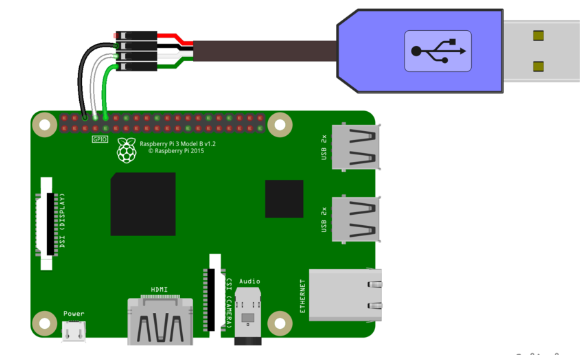 GPIO
Raspberry Pi 3 Model B v1.2
© Raspberry Pi 2015
USB 2x
DSI (DISPLAY)
USB 2x
HDMI
CSI (CAMERA)
Audio
ETHERNET
Power